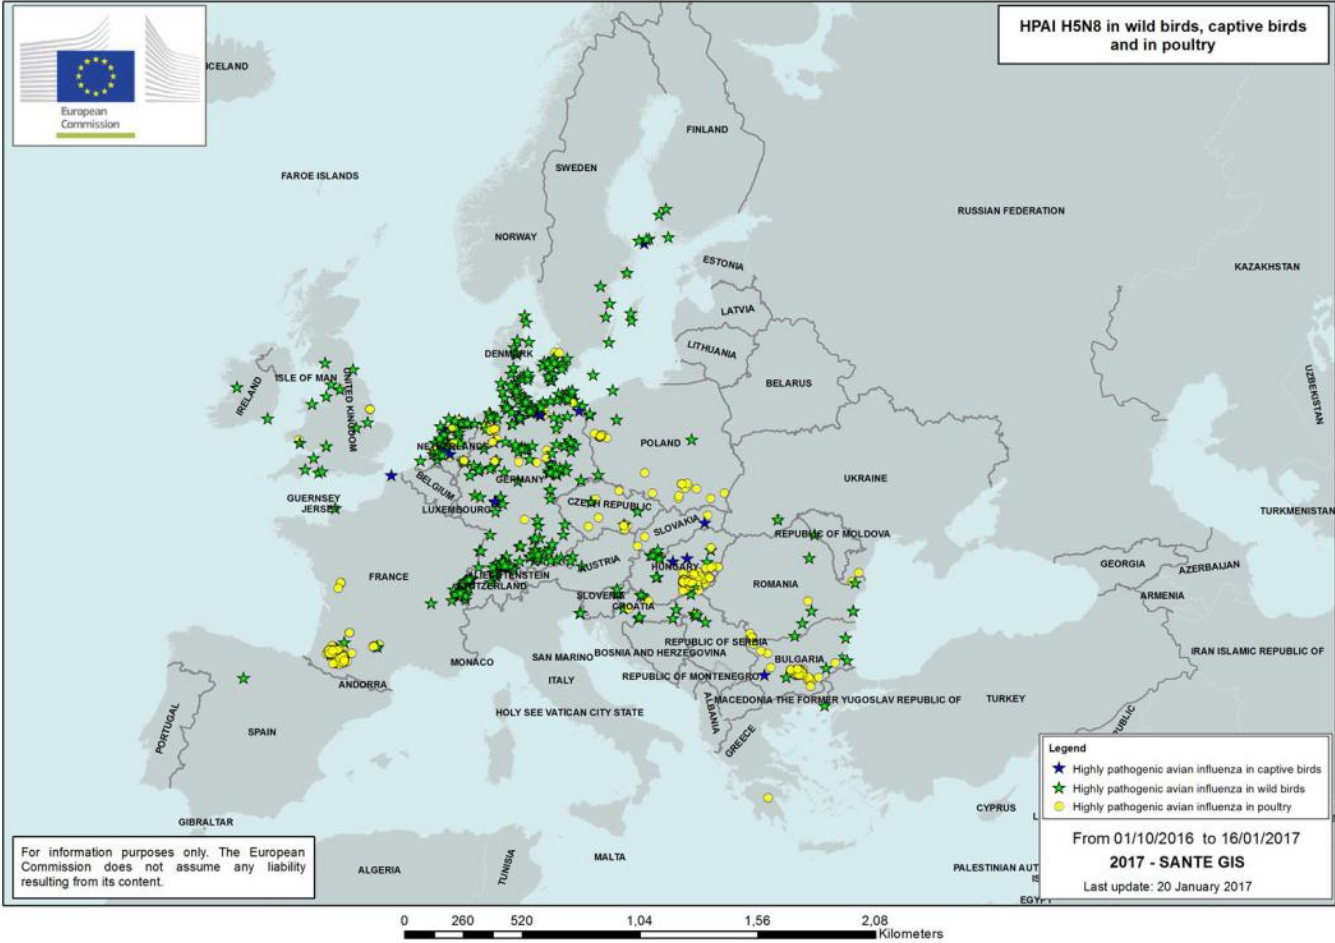 HPAI H5N8 in wild birds, captive birds
and in poultry
European
Commission
ICELAND
FINLAND
SWEDEN
FAROE ISLANDS
RUSSIAN FEDERATION
NORWAY
ESTONIA
KAZAKHSTAN
LATVIA
LITHUANIA
DENMARK
ISLE OF MAN
UNITED KINGDOM
IRELAND
BELARUS
UZBEKISTAN
NETHERLANDS
POLAND
GERMANY
UKRAINE
BELGIUM
GUERNSEY
JERSEY
LUXEMBOURG
CZECH REPUBLIC
TURKMENISTAN
SLOVAKIA
REPUBLIC OF MOLDOVA
AUSTRIA
HUNGARY
GEORGIA
AZERBAIJAN
FRANCE
LIECHTENSTEIN
SWITZERLAND
ROMANIA
SLOVENIA
CROATIA
ARMENIA
REPUBLIC OF SERBIA
BOSNIA AND HERZEGOVINA
SAN MARINO
MONACO
BULGARIA
IRAN ISLAMIC REPUBLIC OF
ITALY
REPUBLIC OF MONTENEGRO
ANDORRA
MACEDONIA THE FORMER YUGOSLAV REPUBLIC OF
TURKEY
ALBANIA
HOLY SEE VATICAN CITY STATE
PORTUGAL
SPAIN
GREECE
PUBLIC
Legend
Highly pathogenic avian influenza in captive birds
Highly pathogenic avian influenza in wild birds
Highly pathogenic avian influenza in poultry
CYPRUS
GIBRALTAR
From 01/10/2016 to 16/01/2017
2017 - SANTE GIS
Last update: 20 January 2017
For information purposes only. The European
Commission does not assume any liability
resulting from its content.
ALGERIA
TUNISIA
MALTA
PALESTINIAN AUT
IS
EGYPT
0 260 520 1,04 1,56 2,08
Kilometers